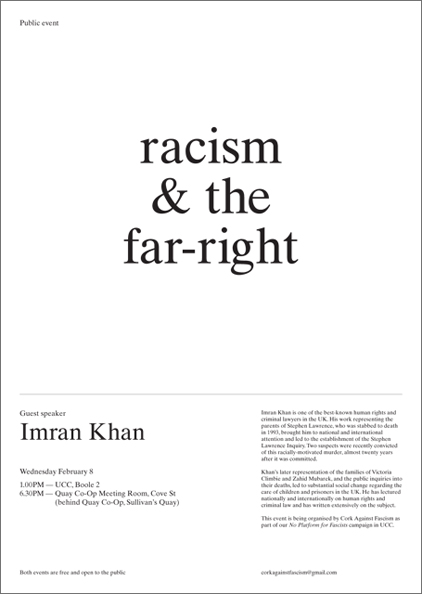 Public event
racism
& the
far-right
Guest speaker
Imran Khan
Wednesday February 8
1.00PM — UCC, Boole 2
6.30PM — Quay Co-Op Meeting Room, Cove St
(behind Quay Co-Op, Sullivan's Quay)
Imran Khan is one of the best-known human rights and
criminal lawyers in the UK. His work representing the
parents of Stephen Lawrence, who was stabbed to death
in 1993, brought him to national and international
attention and led to the establishment of the Stephen
Lawrence Inquiry. Two suspects were recently convicted
of this racially-motivated murder, almost twenty years
after it was committed.
Khan's later representation of the families of Victoria
Climbie and Zahid Mubarek, and the public inquiries into
their deaths, led to substantial social change regarding the
care of children and prisoners in the UK. He has lectured
nationally and internationally on human rights and
criminal law and has written extensively on the subject.
This event is being organised by Cork Against Fascism as
part of our No Platform for Fascists campaign in UCC.
Both events are free and open to the public
corkagainstfascism@gmail.com